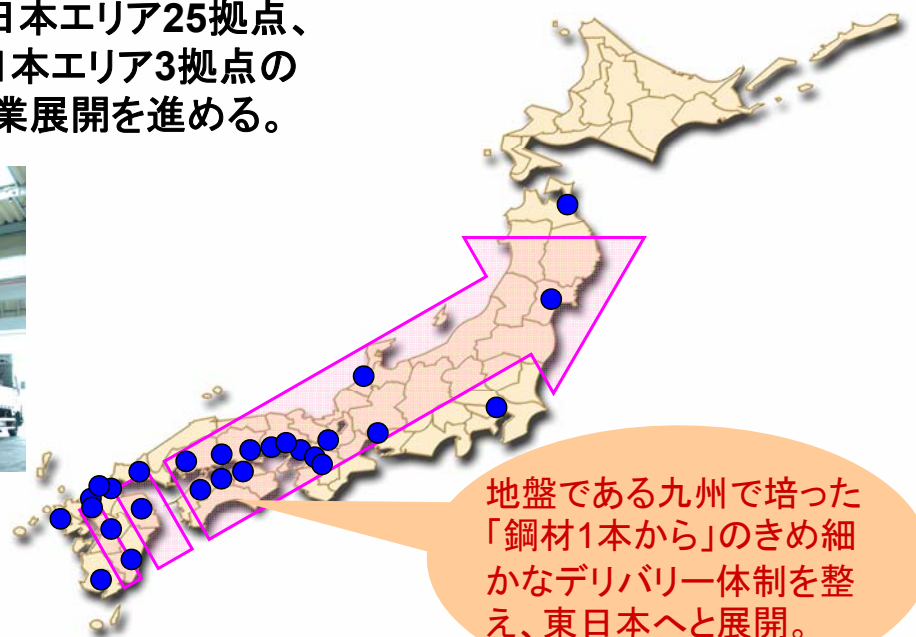 日本エリア25拠点、
本エリア3拠点の
業展開を進める。
地盤である九州で培った
「鋼材1本から」のきめ細
かなデリバリー体制を整
え、東日本へと展開。